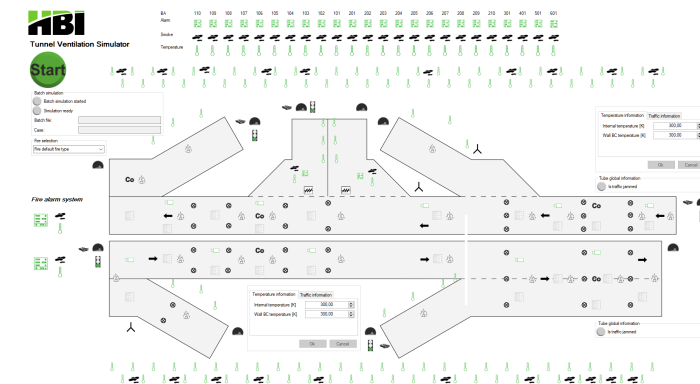 HBI
Tunnel Ventilation Simulator
BA 110 109 108 107 106 105 104 103 102 101 201 202 203 204 205 206 207 208 209 210 301 401 501 601
Alarm
Smoke
Temperature
Start
Batch simulation
Batch simulation started
Simulation ready
Batch No:
Case:
Fire selection
Fire default fire type
Temperature information Traffic information
Internal temperature [K] 300.00
Wall BC temperature [K] 300.00
Ok Cancel
Tube global information
Is traffic jammed
Co
Fire alarm system
Co Co
Co
Co
Temperature information Traffic information
Internal temperature [K] 300.00
Wall BC temperature [K] 300.00
Ok Cancel
Tube global information
Is traffic jammed